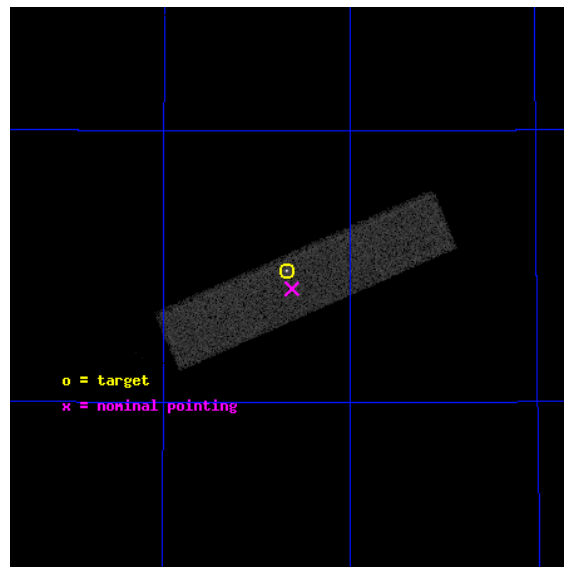 o = target
x = nominal pointing